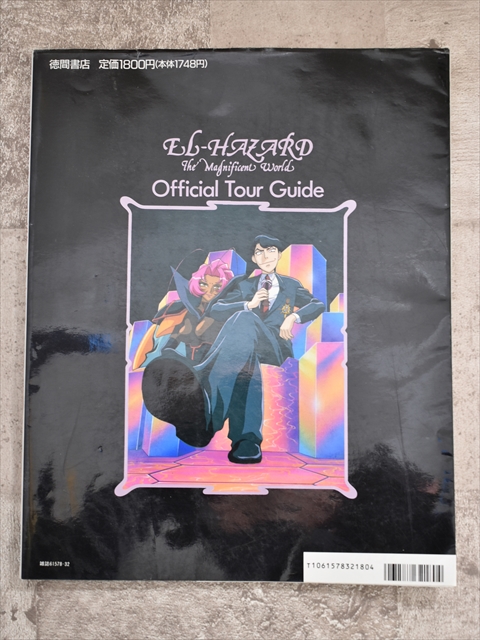 徳間書店 定価1800円(本体1748円)
EL-HAZARD
The Magnificent World
Official Tour Guide
雑誌61578-32
T1061578321804